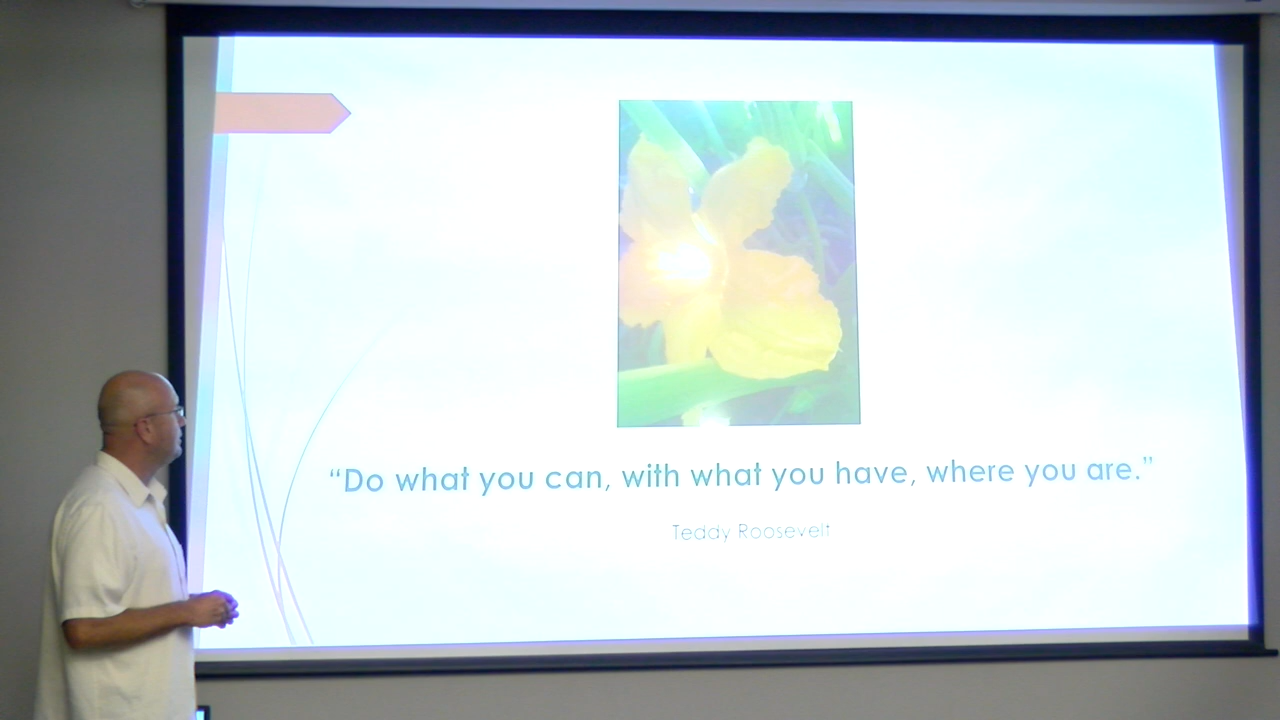 “Do what you can, with what you have, where you are.”
Teddy Roosevelt